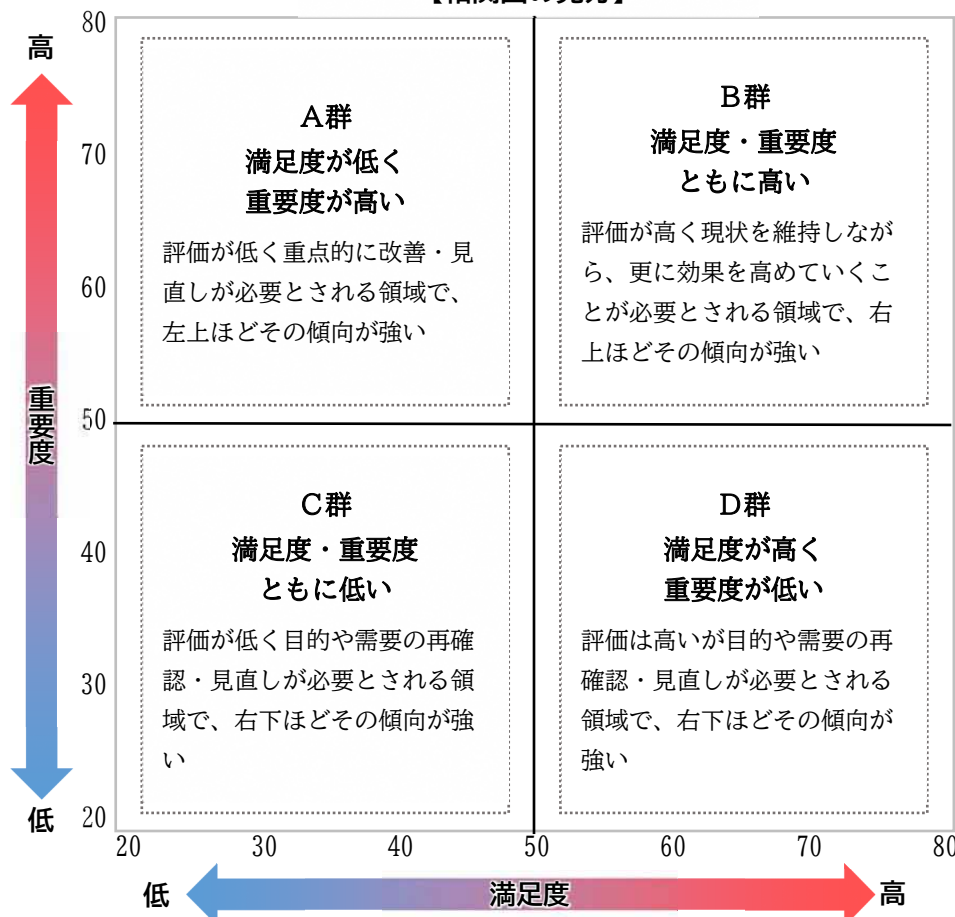 【相関図の見方】
80
高
70
60
50
40
30
20
低
重要度
A群
満足度が低く
重要度が高い
評価が低く重点的に改善・見
直しが必要とされる領域で、
左上ほどその傾向が強い
B群
満足度・重要度
ともに高い
評価が高く現状を維持しなが
ら、更に効果を高めていくこ
とが必要とされる領域で、右
上ほどその傾向が強い
C群
満足度・重要度
ともに低い
評価が低く目的や需要の再確
認・見直しが必要とされる領
域で、右下ほどその傾向が強
い
D群
満足度が高く
重要度が低い
評価は高いが目的や需要の再
確認・見直しが必要とされる
領域で、右下ほどその傾向が
強い
20 30 40 50 60 70 80
低 満足度 高